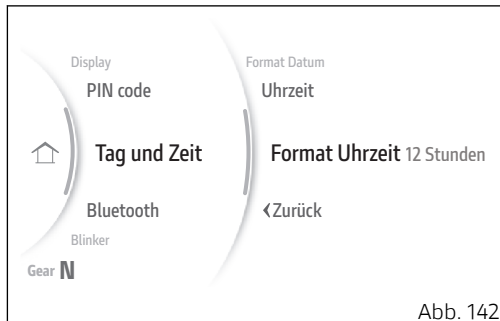 Display
PIN code
Tag und Zeit
Bluetooth
Blinker
Gear N
Format Datum
Uhrzeit
Format Uhrzeit 12 Stunden
Zurück
Abb. 142